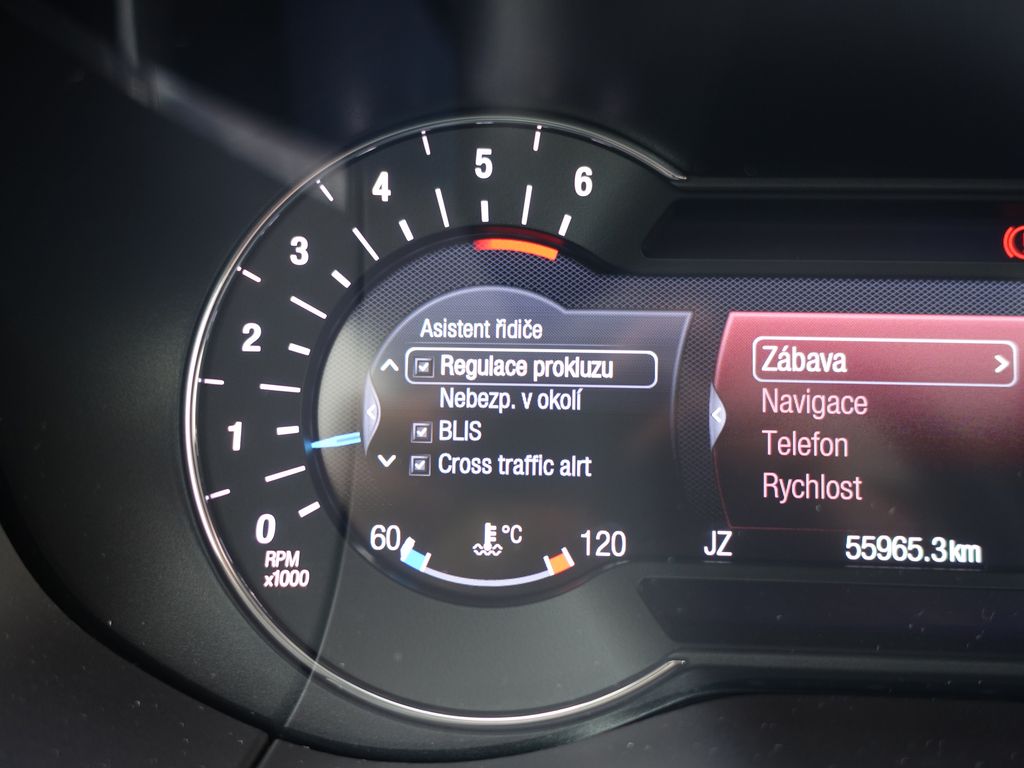 5
4
6
3
2
1
0
RPM
x1000
Asistent řidiče
Regulace prokluzu
Nebezp. v okolí
BLIS
Cross traffic alrt
60
°C
120
Zábava >
Navigace
Telefon
Rychlost
JZ
55965.3km